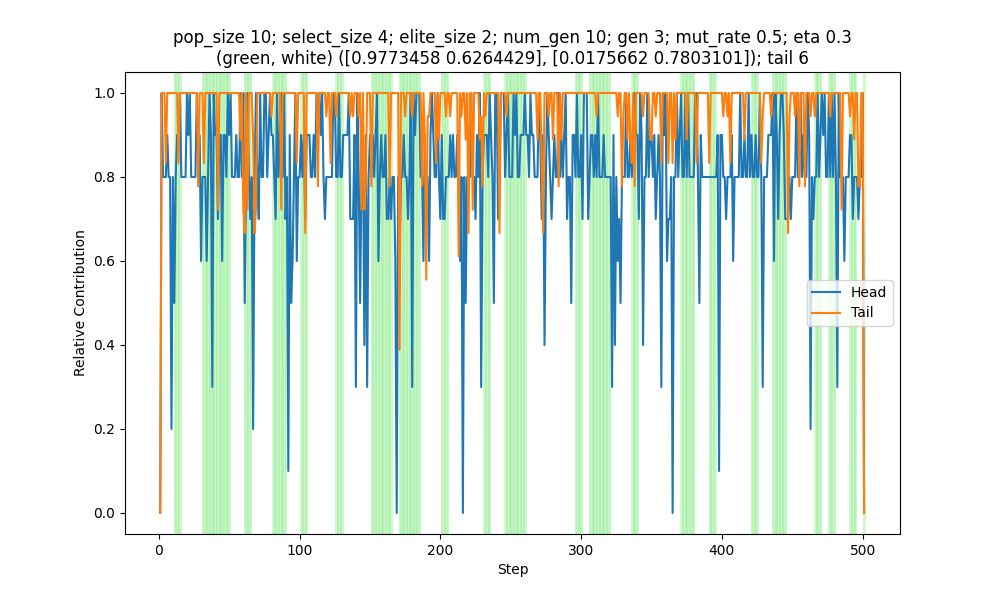 pop_size 10; select_size 4; elite_size 2; num_gen 10; gen 3; mut_rate 0.5; eta 0.3
(green, white) ([0.9773458 0.6264429], [0.0175662 0.7803101]); tail 6
1.0
0.8
0.6
0.4
0.2
0.0
Relative Contribution
Head
Tail
0
100
200
300
400
500
Step